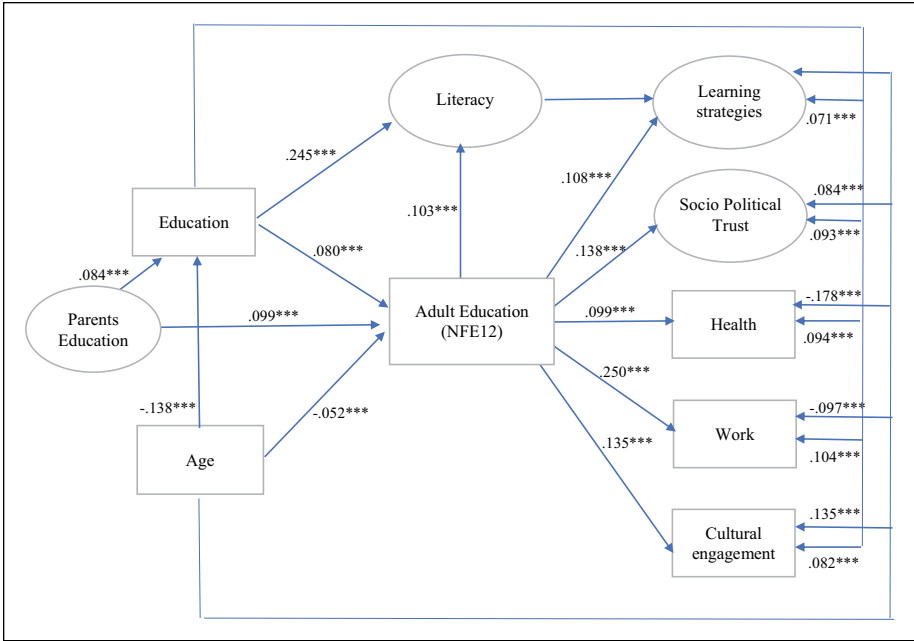 Literacy
Learning
strategies
.071***
.245***
.108***
.103***
.084***
Education
Socio Political
Trust
.080***
.138***
.093***
.084***
Parents
Education
.099***
Adult Education
(NFE12)
.099***
-.178***
Health
.094***
.250***
-.138***
-.052***
-.097***
Age
.135***
Work
.104***
.135***
Cultural
engagement
.082***